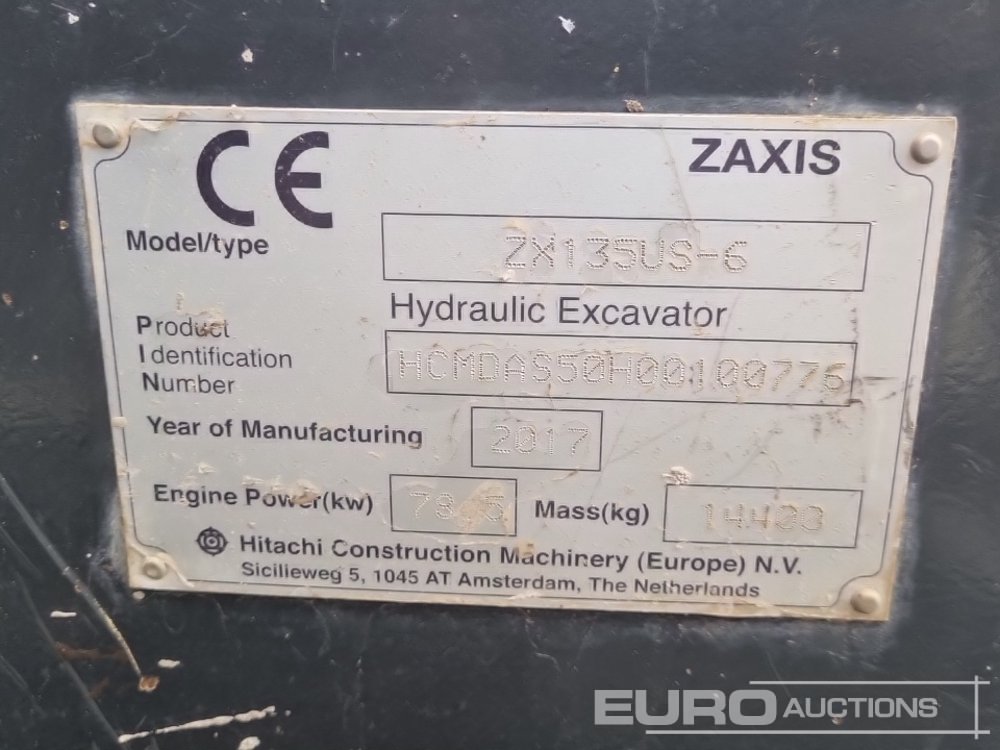 CE ZAXIS
Model/type ZX135US-6
Hydraulic Excavator
Product
Identification
Number HCMDAS50H00100776
Year of Manufacturing 2017
Engine Power(kw) Mass(kg)
Hitachi Construction Machinery (Europe) N.V.
Sicilieweg 5, 1045 AT Amsterdam, The Netherlands
EURO AUCTIONS